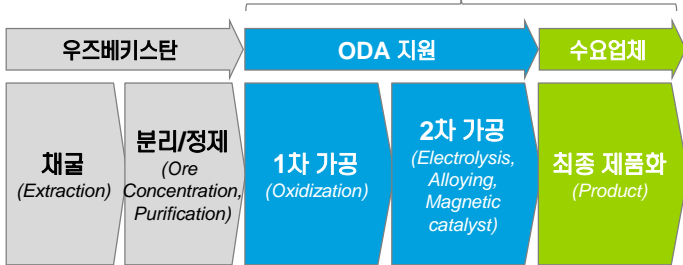 우즈베키스탄
ODA 지원
수요업체
채굴
(Extraction)
분리/정제
(Ore
Concentration,
Purification)
1차 가공
(Oxidization)
2차 가공
(Electrolysis,
Alloying,
Magnetic
catalyst)
최종 제품화
(Product)